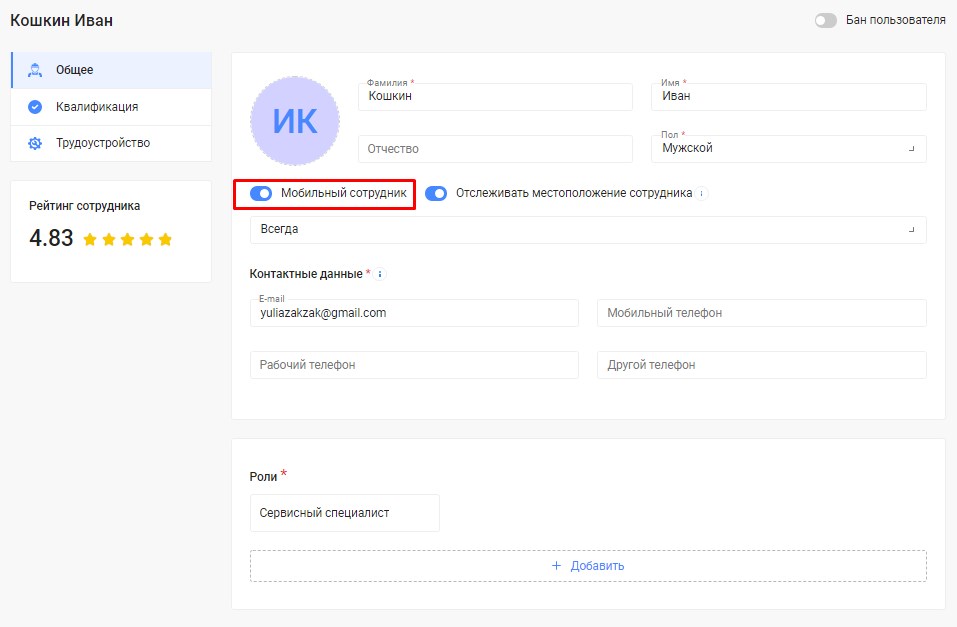 Кошкин Иван
Бан пользователя
Общее
Квалификация
Трудоустройство
Рейтинг сотрудника
4.83
ИК
Фамилия *
Кошкин
Имя *
Иван
Отчество
Пол *
Мужской
Мобильный сотрудник
Отслеживать местоположение сотрудника i
Всегда
Контактные данные * i
E-mail
yuliazakzak@gmail.com
Мобильный телефон
Рабочий телефон
Другой телефон
Роли *
Сервисный специалист
+ Добавить